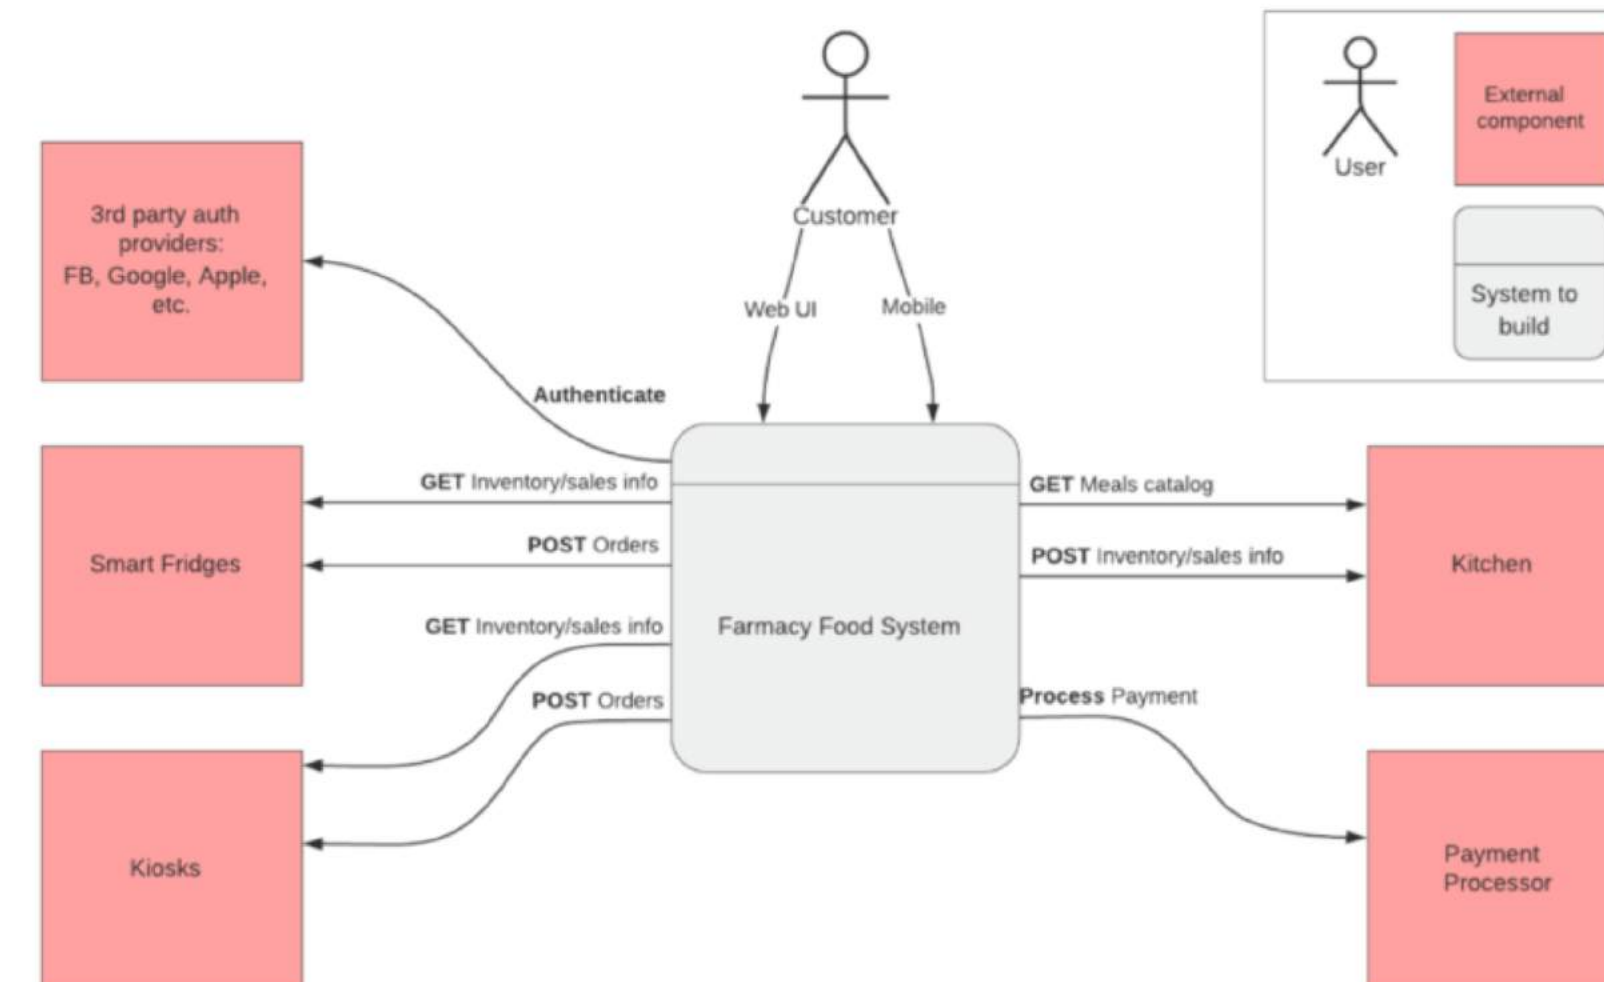 External
component
User
System to
build
3rd party auth
providers:
FB, Google, Apple,
etc.
Customer
Web UI
Mobile
Authenticate
GET Inventory/sales info
POST Orders
Smart Fridges
GET Inventory/sales info
POST Orders
Kiosks
Farmacy Food System
GET Meals catalog
POST Inventory/sales info
Kitchen
Process Payment
Payment
Processor